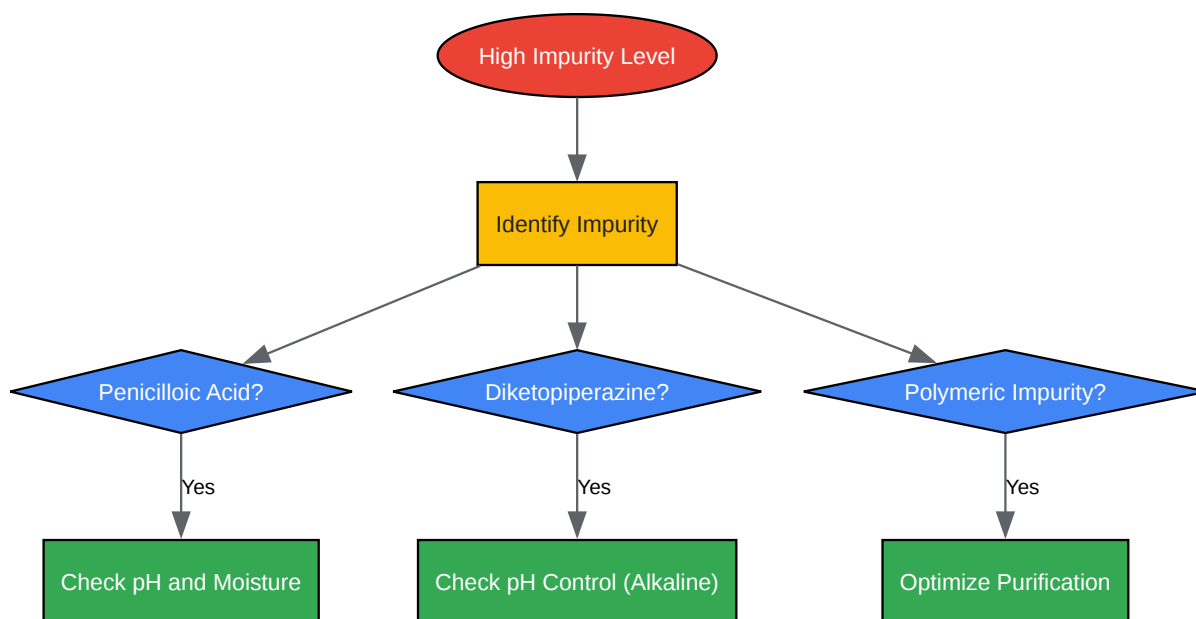 High Impurity Level
Identify Impurity
Penicilloic Acid?
Diketopiperazine?
Polymeric Impurity?
Yes
Yes
Yes
Check pH and Moisture
Check pH Control (Alkaline)
Optimize Purification